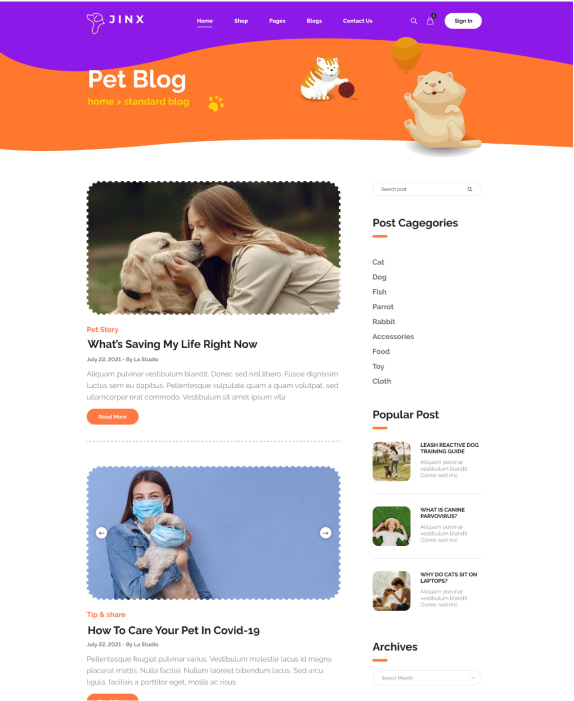 JINX
Home
Shop
Pages
Blogs
Contact Us
Sign In
Pet Blog
home > standard blog
Pet Story
What's Saving My Life Right Now
July 22, 2021 - By La Studio
Aliquam pulvinar vestibulum blandit. Donec sed nisl libero. Fusce dignissim
luctus sem eu dapibus. Pellentesque vulputate quam a quam volutpat, sed
ullamcorper erat commodo. Vestibulum sit amet ipsum vita
Read More
Tip & share
How To Care Your Pet In Covid-19
July 22, 2021 - By La Studio
Pellentesque feugiat pulvinar varius. Vestibulum molestie lacus id magna
placerat mattis. Nulla facilisi. Nullam laoreet bibendum lacus. Sed arcu
ligula, facilisis a porttitor eget, mollis ac risus.
Search post
Post Cagegories
Cat
Dog
Fish
Parrot
Rabbit
Accessories
Food
Toy
Cloth
Popular Post
LEASH REACTIVE DOG
TRAINING GUIDE
Aliquam pulvinar
vestibulum blandit.
Donec sed nisl
WHAT IS CANINE
PARVOVIRUS?
Aliquam pulvinar
vestibulum blandit.
Donec sed nisl
WHY DO CATS SIT ON
LAPTOPS?
Aliquam pulvinar
vestibulum blandit.
Donec sed nisl
Archives
Select Month